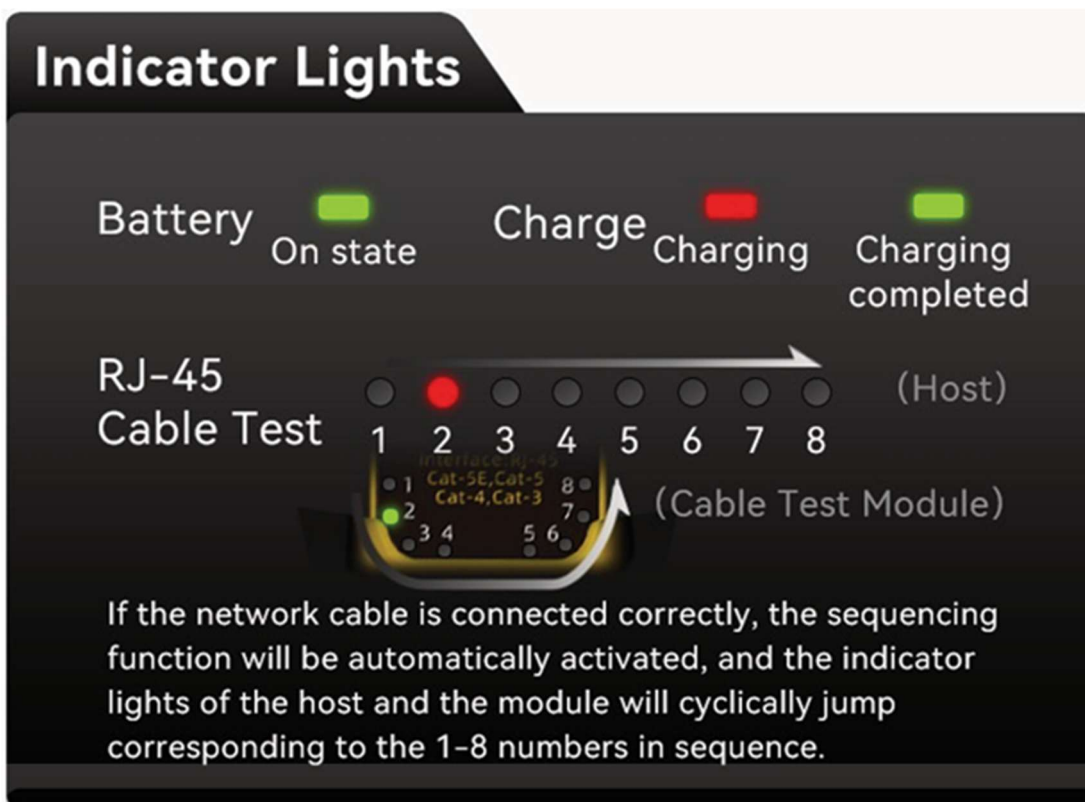 Indicator Lights
Battery
On state
Charge
Charging
Charging
completed
RJ-45
Cable Test
(Host)
1 2 3 4 5 6 7 8
Interface:RJ-45
Cat-5E,Cat-5
Cat-4,Cat-3
1 8
2 7
3 4 5 6
(Cable Test Module)
If the network cable is connected correctly, the sequencing
function will be automatically activated, and the indicator
lights of the host and the module will cyclically jump
corresponding to the 1-8 numbers in sequence.